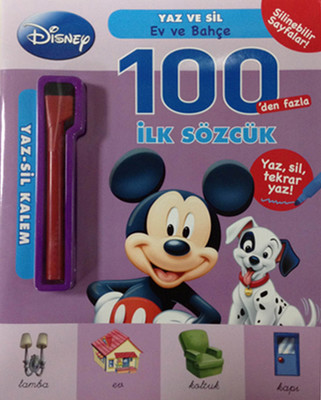 Disney
YAZ VE SİL
Ev ve Bahçe
Silinebilir
Sayfalar!
100
'den fazla
İLK SÖZCÜK
YAZ-SİL KALEM
Yaz, sil,
tekrar
yaz!
lamba
ev
koltuk
kapı